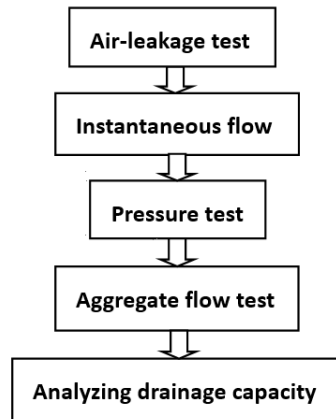 Air-leakage test
Instantaneous flow
Pressure test
Aggregate flow test
Analyzing drainage capacity